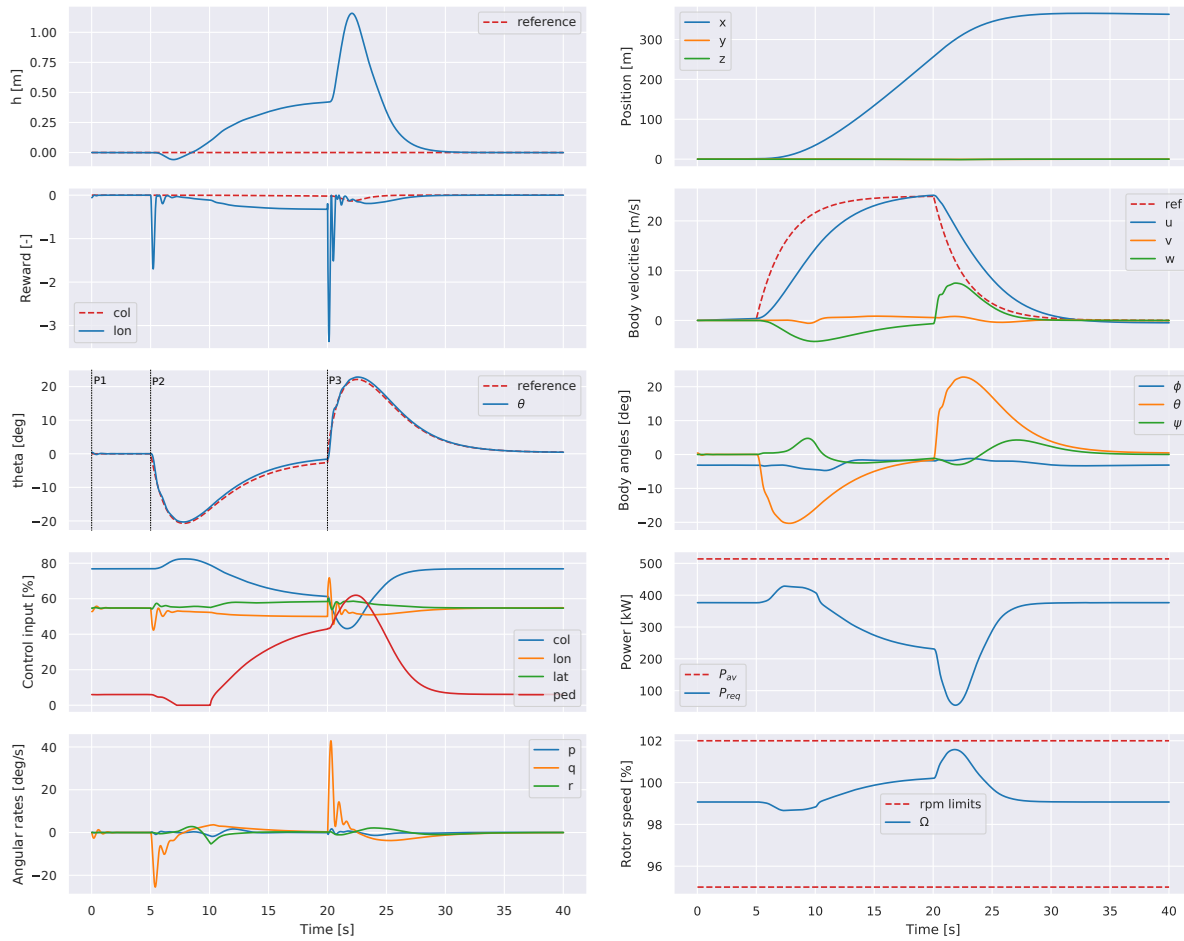 h [m]
1.00
0.75
0.50
0.25
0.00
reference
Reward [-]
0
−1
−2
−3
col
lon
theta [deg]
20
10
0
−10
−20
P1
P2
P3
reference
θ
Control input [%]
80
60
40
20
0
col
lon
lat
ped
Angular rates [deg/s]
40
20
0
−20
p
q
r
0 5 10 15 20 25 30 35 40
Time [s]
Position [m]
300
200
100
0
x
y
z
Body velocities [m/s]
20
10
0
ref
u
v
w
Body angles [deg]
20
10
0
−10
−20
ϕ
θ
ψ
Power [kW]
500
400
300
200
100
P_av
P_req
Rotor speed [%]
102
100
98
96
rpm limits
Ω
0 5 10 15 20 25 30 35 40
Time [s]